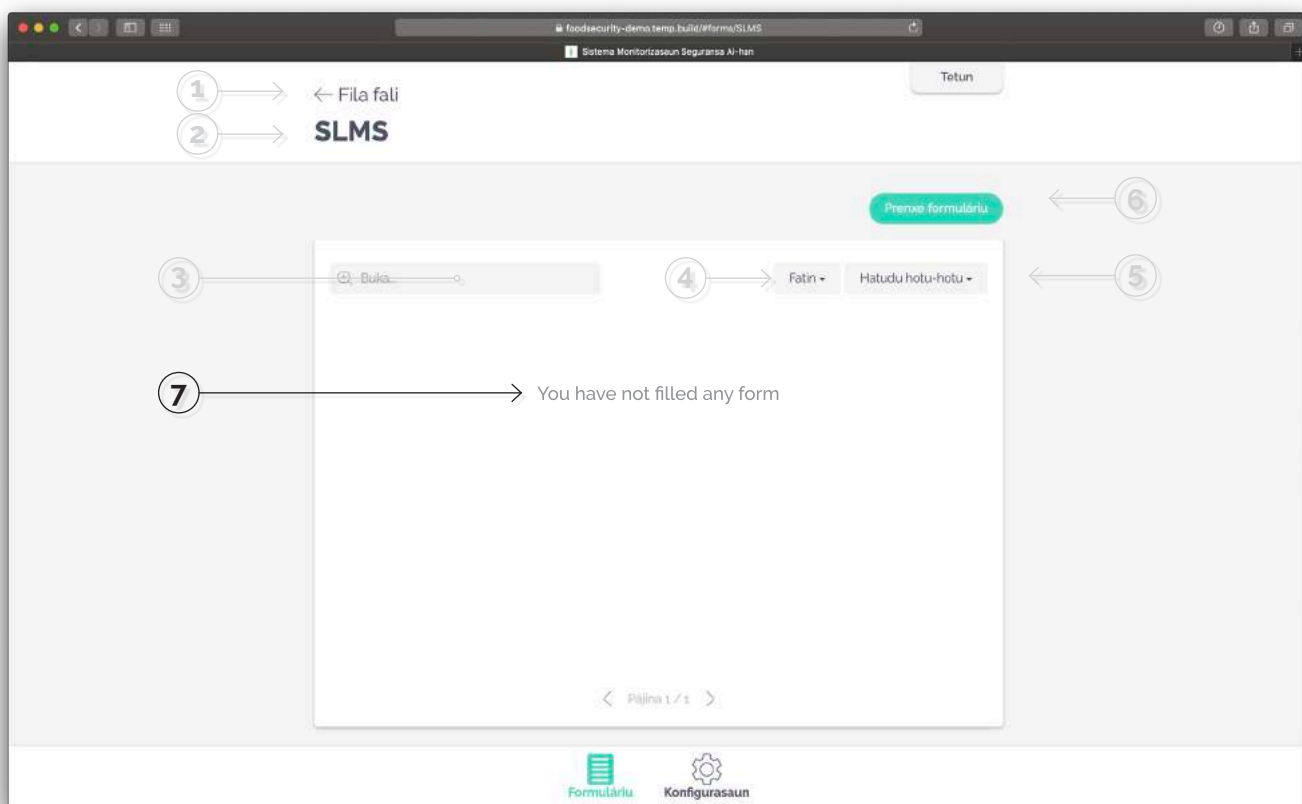 foodsecurity-demo.temp.build/#forms/SLMS
Sistema Monitorizasaun Seguransa Ai-han
Tetun
1 ← Fila fali
2 SLMS
Prenxe formuláriu 6
3 Buka... 4 Fatin Hatudu hotu-hotu 5
7 You have not filled any form
Pájina 1 / 1
Formuláriu Konfigurasaun